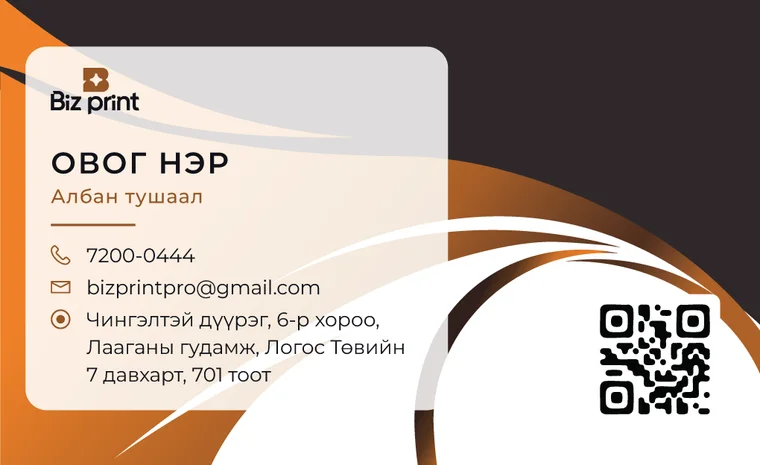 Biz print
ОВОГ НЭР
Албан тушаал
7200-0444
bizprintpro@gmail.com
Чингэлтэй дүүрэг, 6-р хороо,
Лааганы гудамж, Логос Төвийн
7 давхарт, 701 тоот